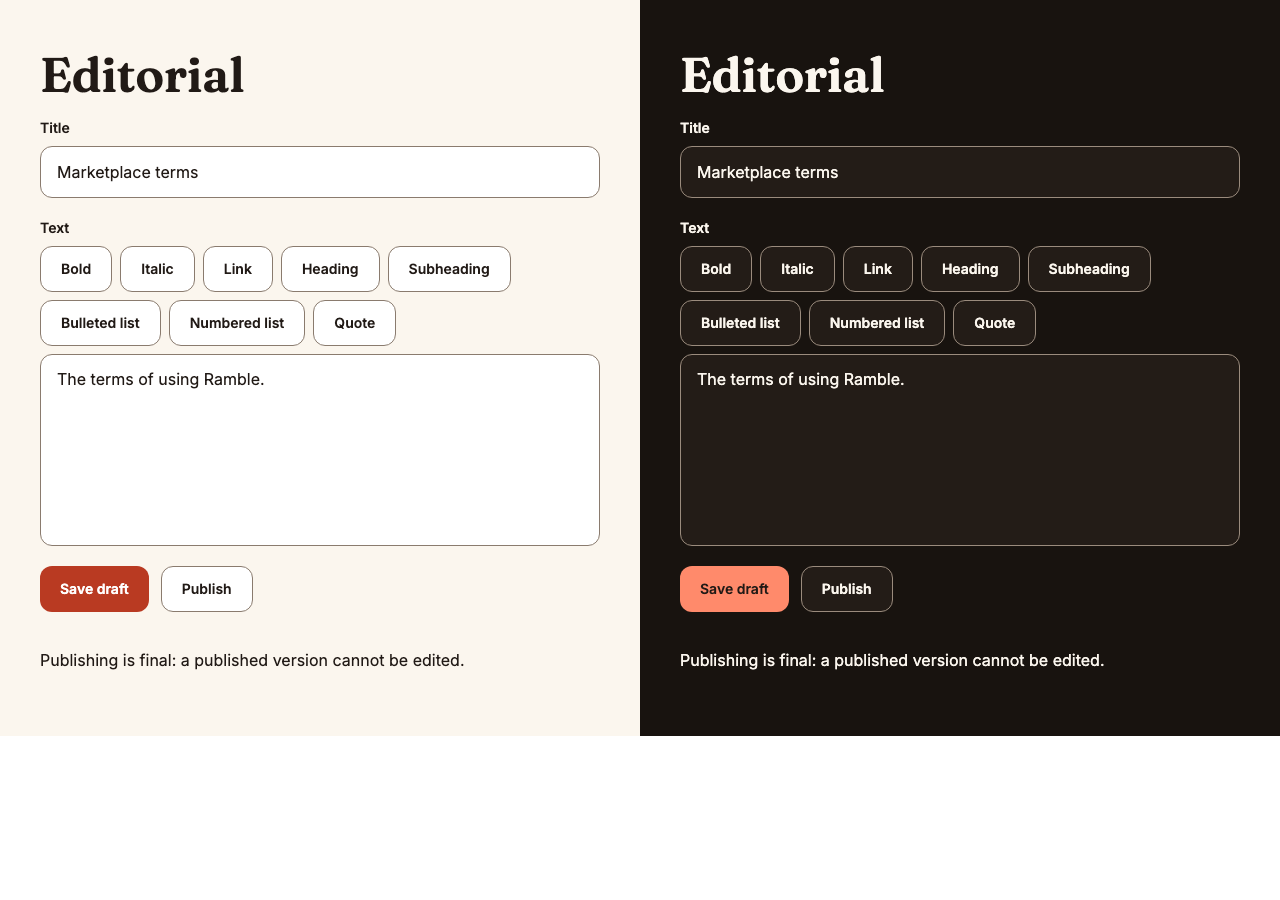 Editorial
Title
Marketplace terms
Text
Bold Italic Link Heading Subheading
Bulleted list Numbered list Quote
The terms of using Ramble.
Save draft Publish
Publishing is final: a published version cannot be edited.
Editorial
Title
Marketplace terms
Text
Bold Italic Link Heading Subheading
Bulleted list Numbered list Quote
The terms of using Ramble.
Save draft Publish
Publishing is final: a published version cannot be edited.